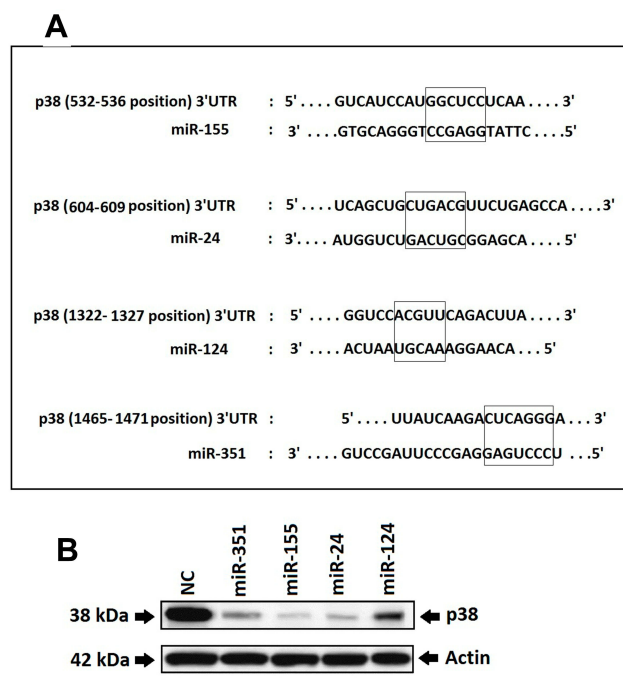 A
p38 (532-536 position) 3'UTR : 5'....GUCAUCCAUGGCUCCUCAA....3'
miR-155 : 3'....GTGCAGGGTCCGAGGTATTC....5'
p38 (604-609 position) 3'UTR : 5'....UCAGCUGCUGACGUUCUGAGCCA....3'
miR-24 : 3'....AUGGUCUGACUGCGGAGCA....5'
p38 (1322-1327 position) 3'UTR : 5'....GGUCCACGUUCAGACUUA....3'
miR-124 : 3'....ACUAAUGCAAAGGAACA...5'
p38 (1465-1471 position) 3'UTR : 5'....UUAUCAAGACUCAGGGA...3'
miR-351 : 3'....GUCCGAUUCCCGAGGAGUCCCU...5'
B
NC miR-351 miR-155 miR-24 miR-124
38 kDa p38
42 kDa Actin